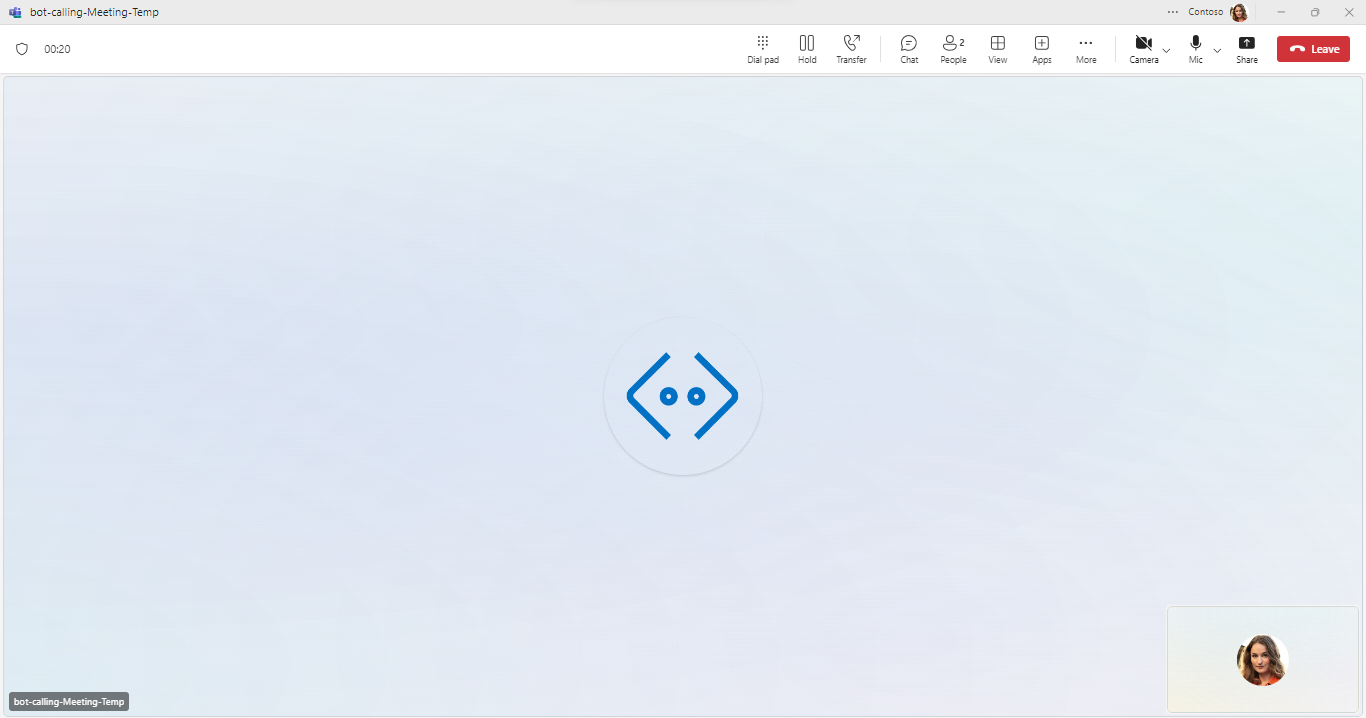 bot-calling-Meeting-Temp
Contoso
00:20
Dial pad
Hold
Transfer
Chat
People 2
View
Apps
More
Camera
Mic
Share
Leave
bot-calling-Meeting-Temp